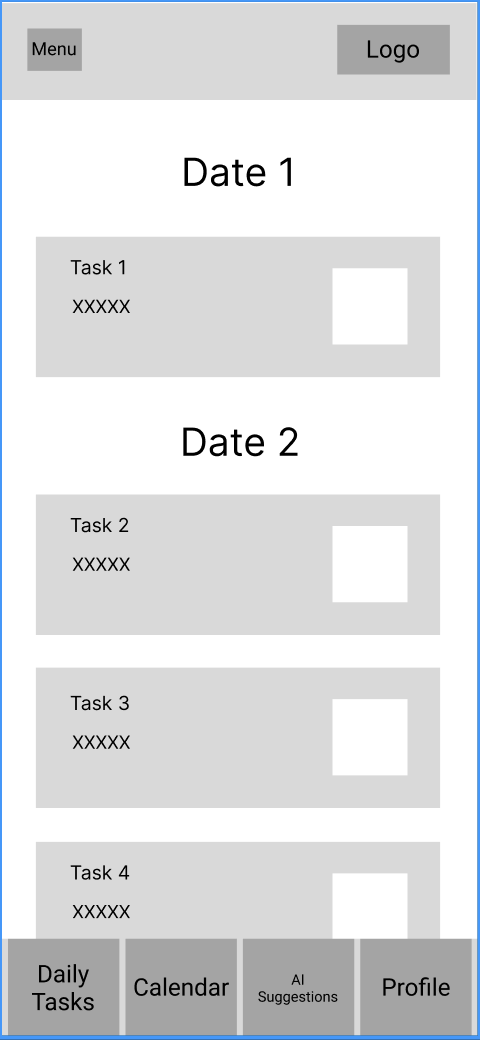 Menu
Logo
Date 1
Task 1
XXXXX
Date 2
Task 2
XXXXX
Task 3
XXXXX
Task 4
XXXXX
Daily
Tasks
Calendar
AI
Suggestions
Profile